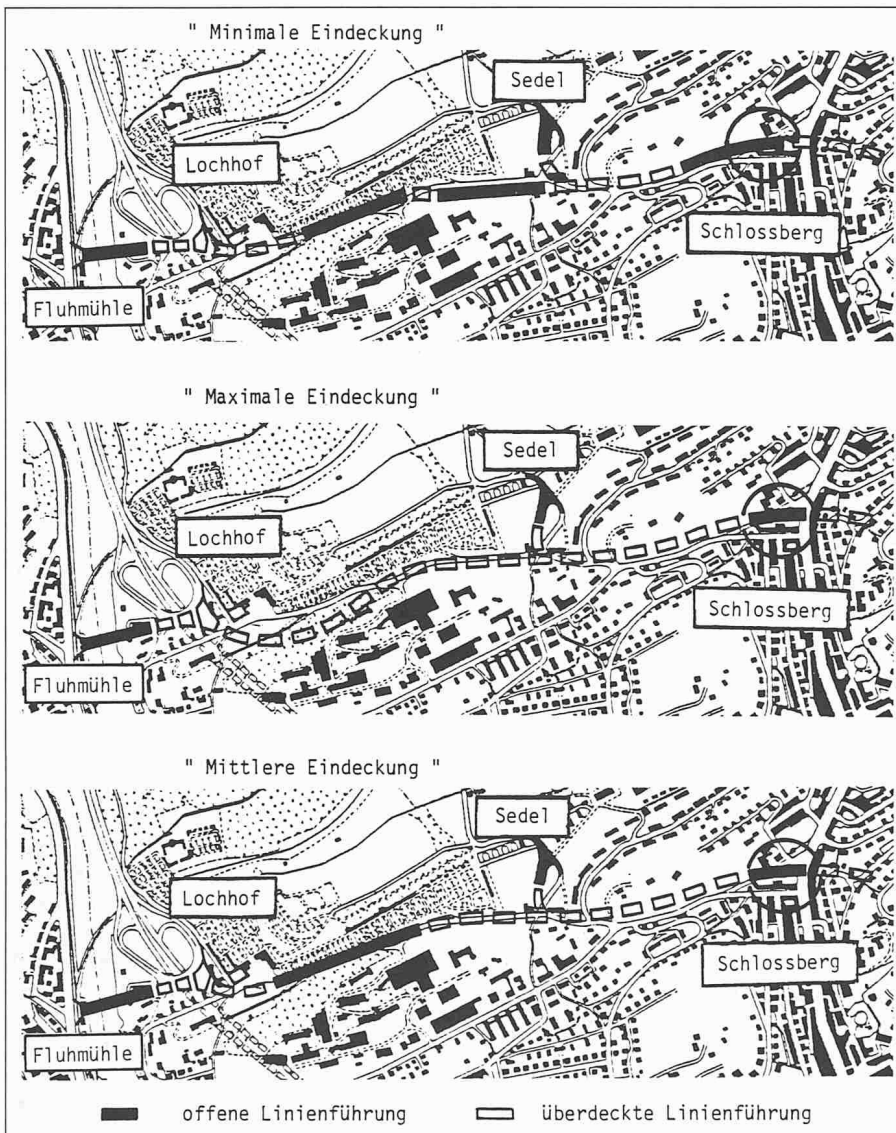 " Minimale Eindeckung "
Sedel
Lochhof
Schlossberg
Fluhmühle
" Maximale Eindeckung "
Sedel
Lochhof
Schlossberg
Fluhmühle
" Mittlere Eindeckung "
Sedel
Lochhof
Schlossberg
Fluhmühle
offene Linienführung
überdeckte Linienführung